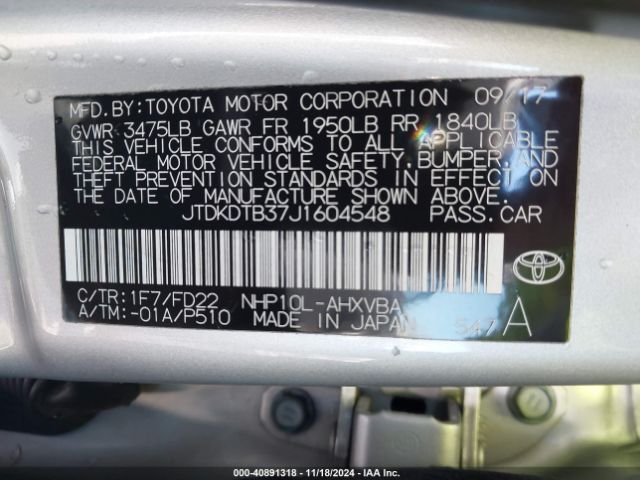 MFD.BY:TOYOTA MOTOR CORPORATION 09/17
GVWR 3475LB GAWR FR 1950LB RR 1840LB
THIS VEHICLE CONFORMS TO ALL APPLICABLE
FEDERAL MOTOR VEHICLE SAFETY,BUMPER,AND
THEFT PREVENTION STANDARDS IN EFFECT ON
THE DATE OF MANUFACTURE SHOWN ABOVE.
JTDKDTB37J1604548 PASS.CAR
C/TR:1F7/FD22 NHP10L-AHXVBA
A/TM:-01A/P510 MADE IN JAPAN 547 A
000-40891318 - 11/18/2024 - IAA Inc.